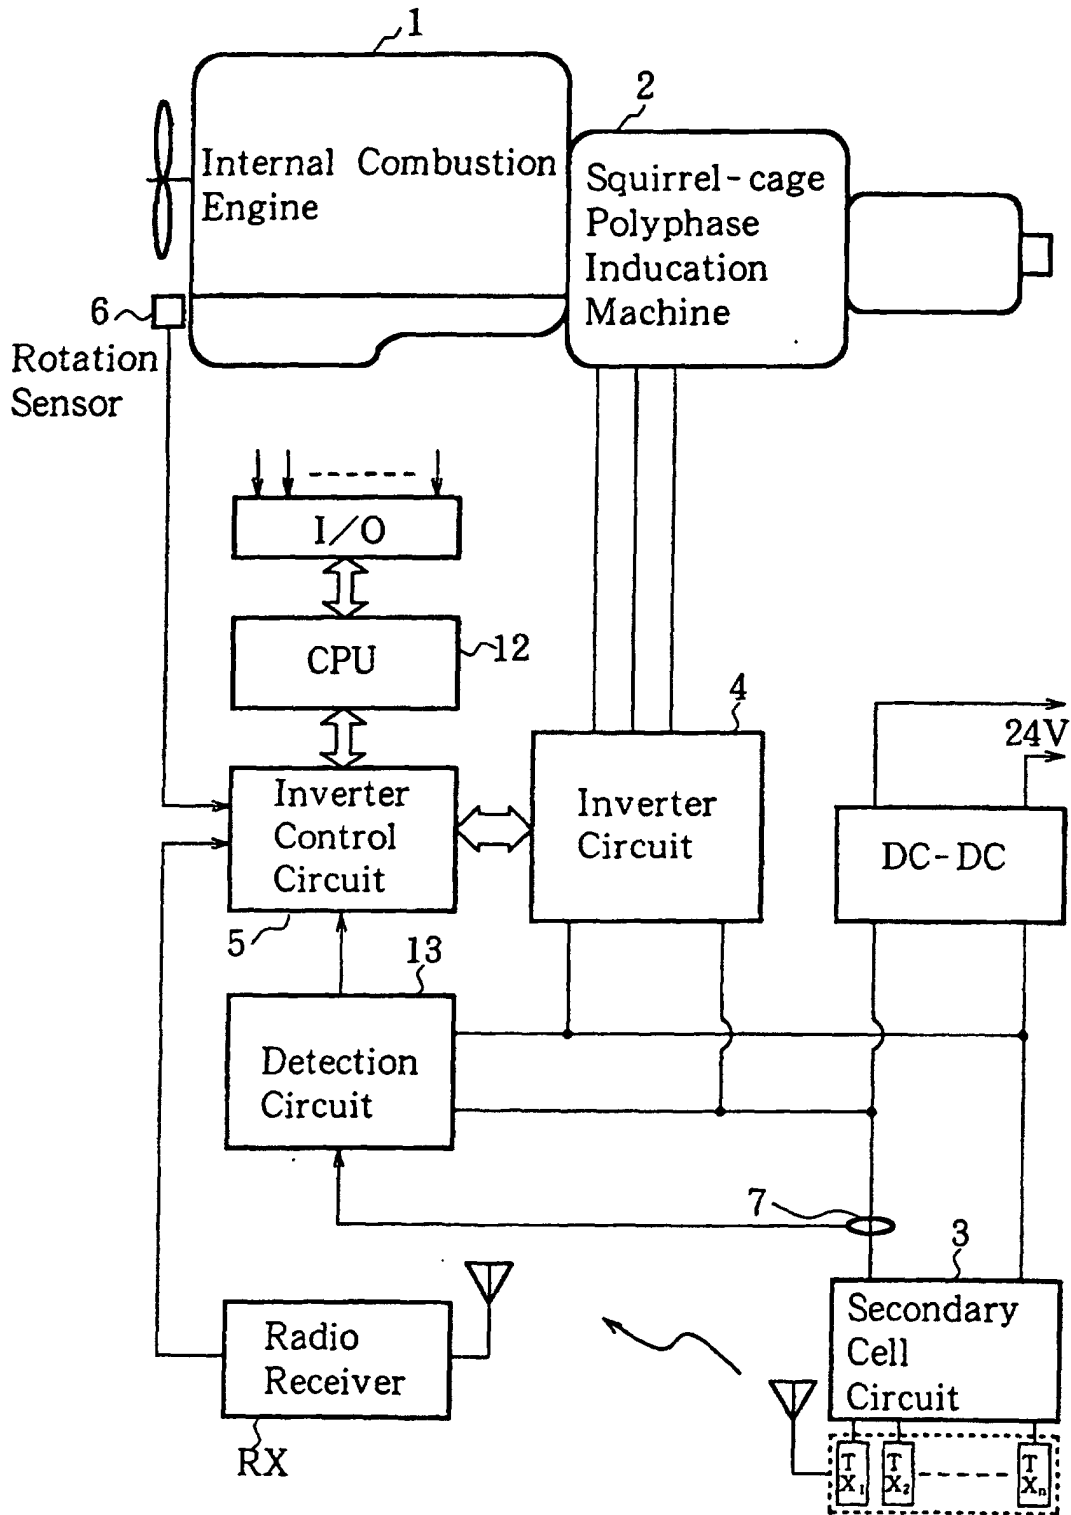 1
2
Internal Combustion
Engine
Squirrel-cage
Polyphase
Inducation
Machine
6
Rotation
Sensor
I/O
CPU
12
4
24V
Inverter
Control
Circuit
Inverter
Circuit
DC-DC
5
13
Detection
Circuit
7
3
Radio
Receiver
Secondary
Cell
Circuit
RX
TX1
TX2
TXn